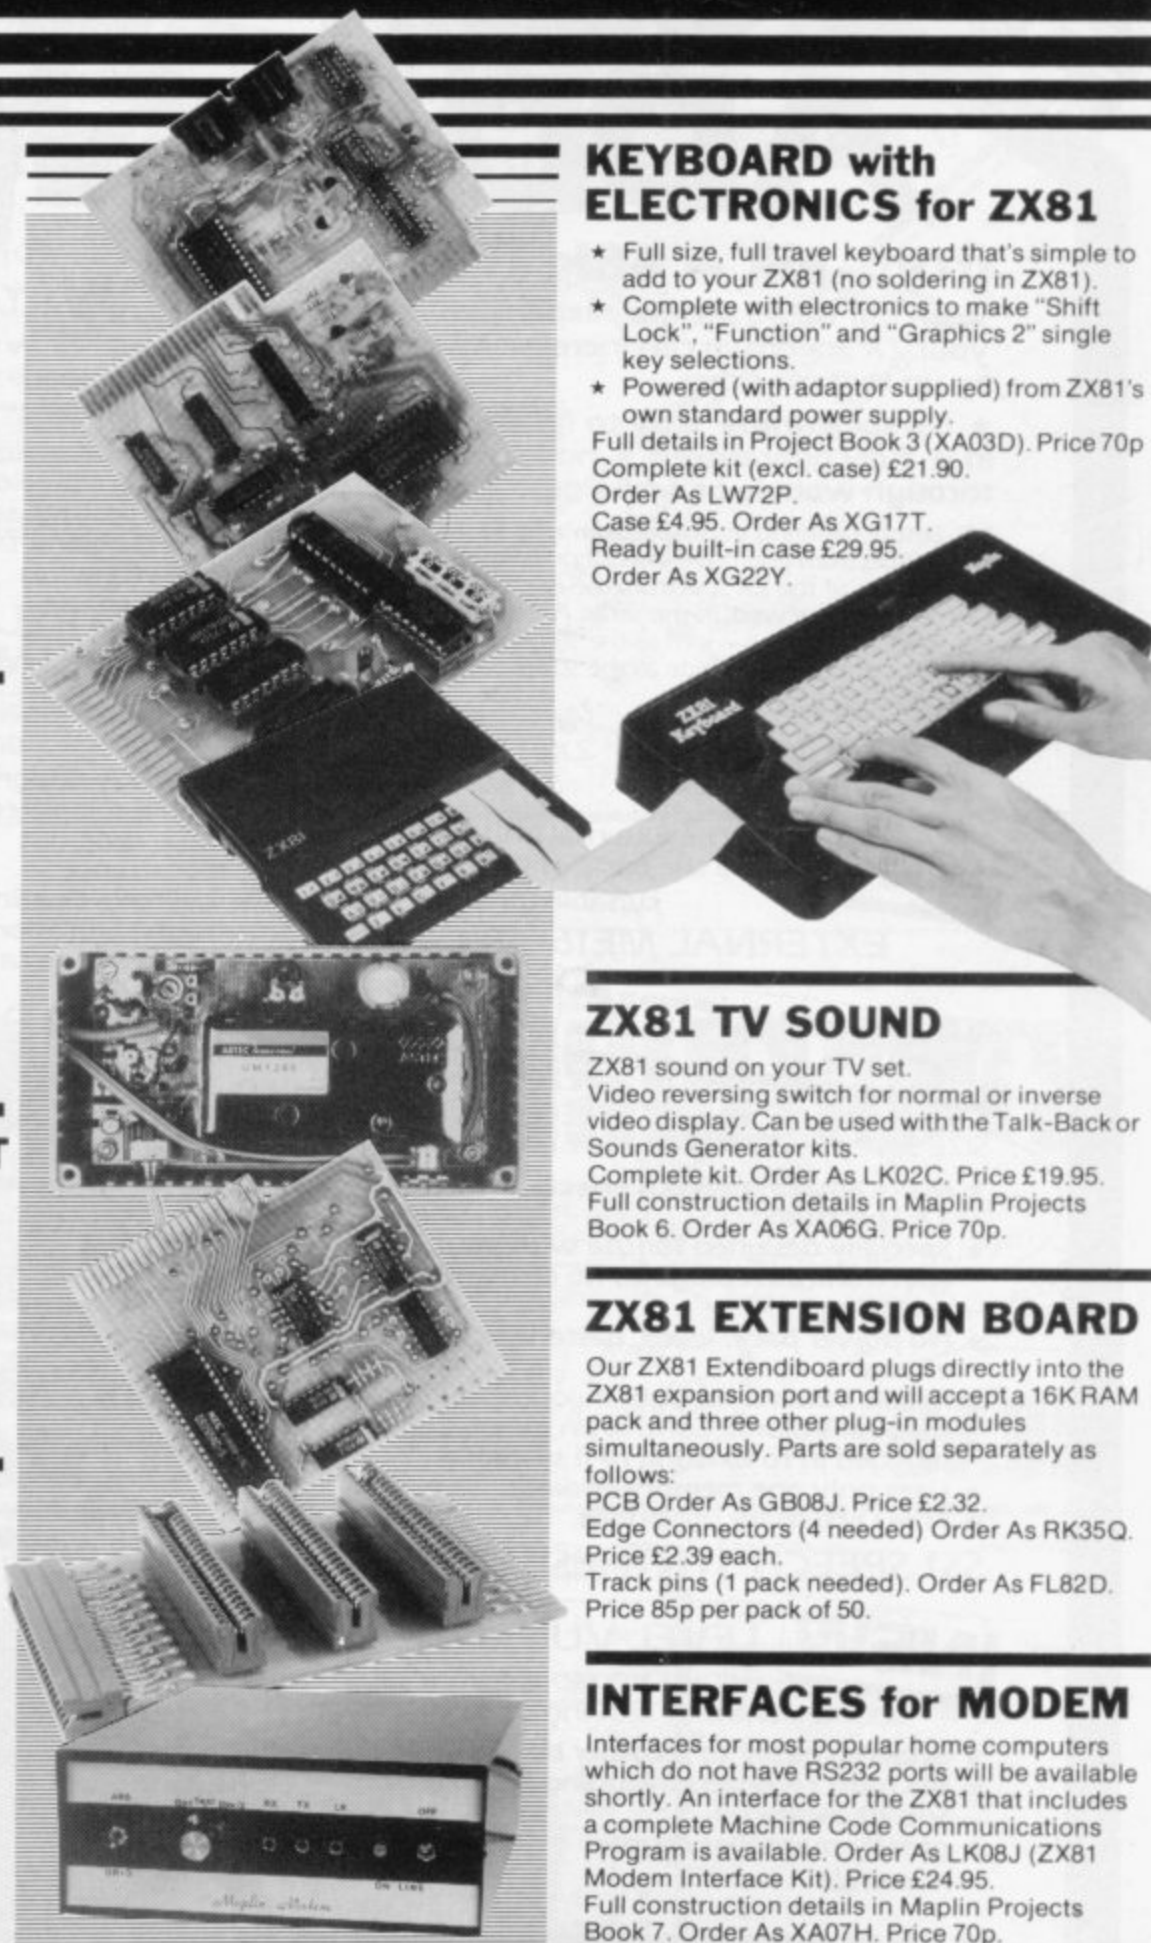 KEYBOARD with
ELECTRONICS for ZX81
★ Full size, full travel keyboard that's simple to
add to your ZX81 (no soldering in ZX81).
★ Complete with electronics to make "Shift
Lock", "Function" and "Graphics 2" single
key selections.
★ Powered (with adaptor supplied) from ZX81's
own standard power supply.
Full details in Project Book 3 (XA03D). Price 70p
Complete kit (excl. case) £21.90.
Order As LW72P.
Case £4.95. Order As XG17T.
Ready built-in case £29.95.
Order As XG22Y.
Maplin
ZX81
Keyboard
ZX81
ASTEC
UM1286
ASTEC
ZX81 TV SOUND
ZX81 sound on your TV set.
Video reversing switch for normal or inverse
video display. Can be used with the Talk-Back or
Sounds Generator kits.
Complete kit. Order As LK02C. Price £19.95.
Full construction details in Maplin Projects
Book 6. Order As XA06G. Price 70p.
ZX81 EXTENSION BOARD
Our ZX81 Extendiboard plugs directly into the
ZX81 expansion port and will accept a 16K RAM
pack and three other plug-in modules
simultaneously. Parts are sold separately as
follows:
PCB Order As GB08J. Price £2.32.
Edge Connectors (4 needed) Order As RK35Q.
Price £2.39 each.
Track pins (1 pack needed). Order As FL82D.
Price 85p per pack of 50.
INTERFACES for MODEM
Interfaces for most popular home computers
which do not have RS232 ports will be available
shortly. An interface for the ZX81 that includes
a complete Machine Code Communications
Program is available. Order As LK08J (ZX81
Modem Interface Kit). Price £24.95.
Full construction details in Maplin Projects
Book 7. Order As XA07H. Price 70p.
ANS TEST RX TX LK OFF
ORIG ON LINE
Maplin Modem